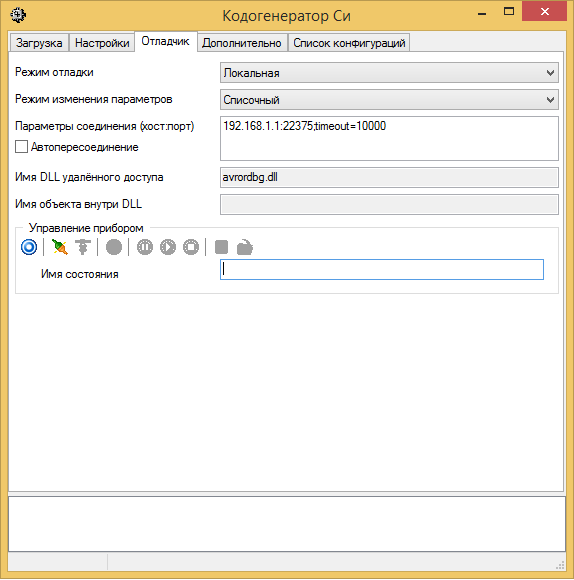 Кодогенератор Си
Загрузка Настройки Отладчик Дополнительно Список конфигураций
Режим отладки Локальная
Режим изменения параметров Списочный
Параметры соединения (хост:порт) 192.168.1.1:22375;timeout=10000
Автопересоединение
Имя DLL удалённого доступа avrordbg.dll
Имя объекта внутри DLL
Управление прибором
Имя состояния